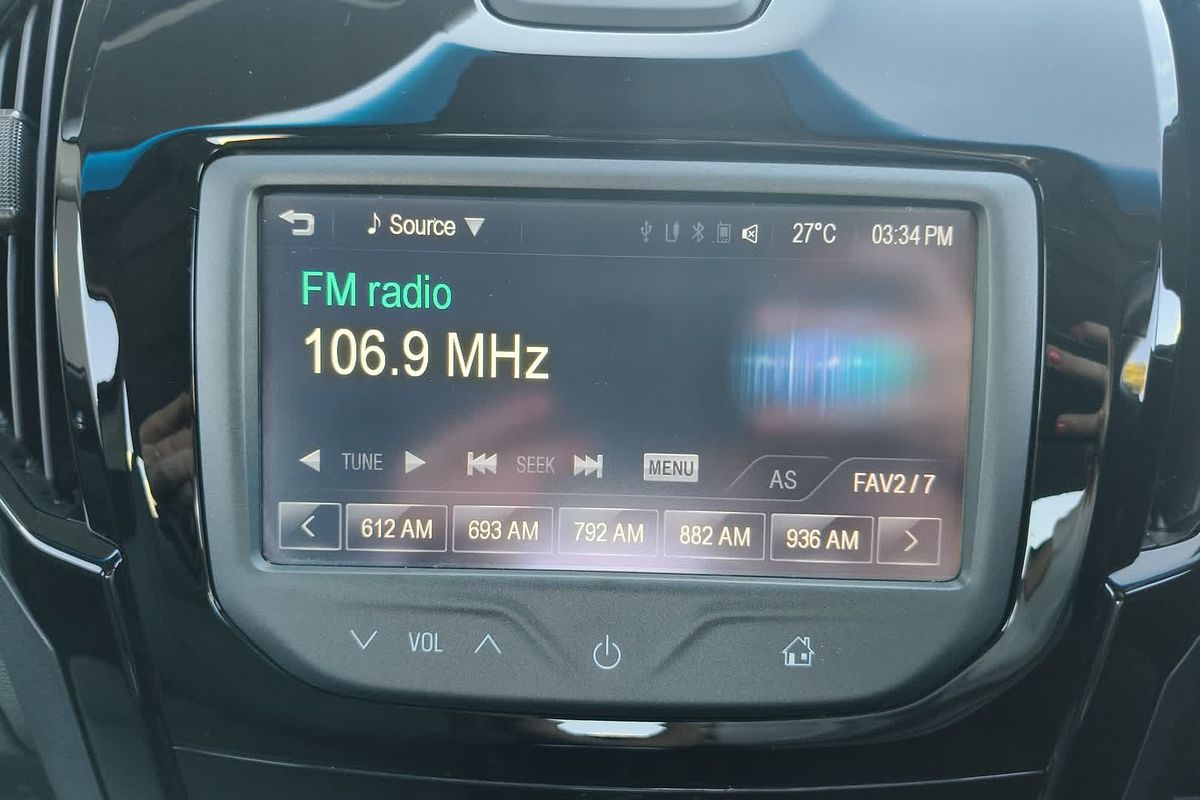 Source 27°C 03:34 PM
FM radio
106.9 MHz
TUNE SEEK MENU AS FAV2 / 7
< 612 AM 693 AM 792 AM 882 AM 936 AM >
VOL